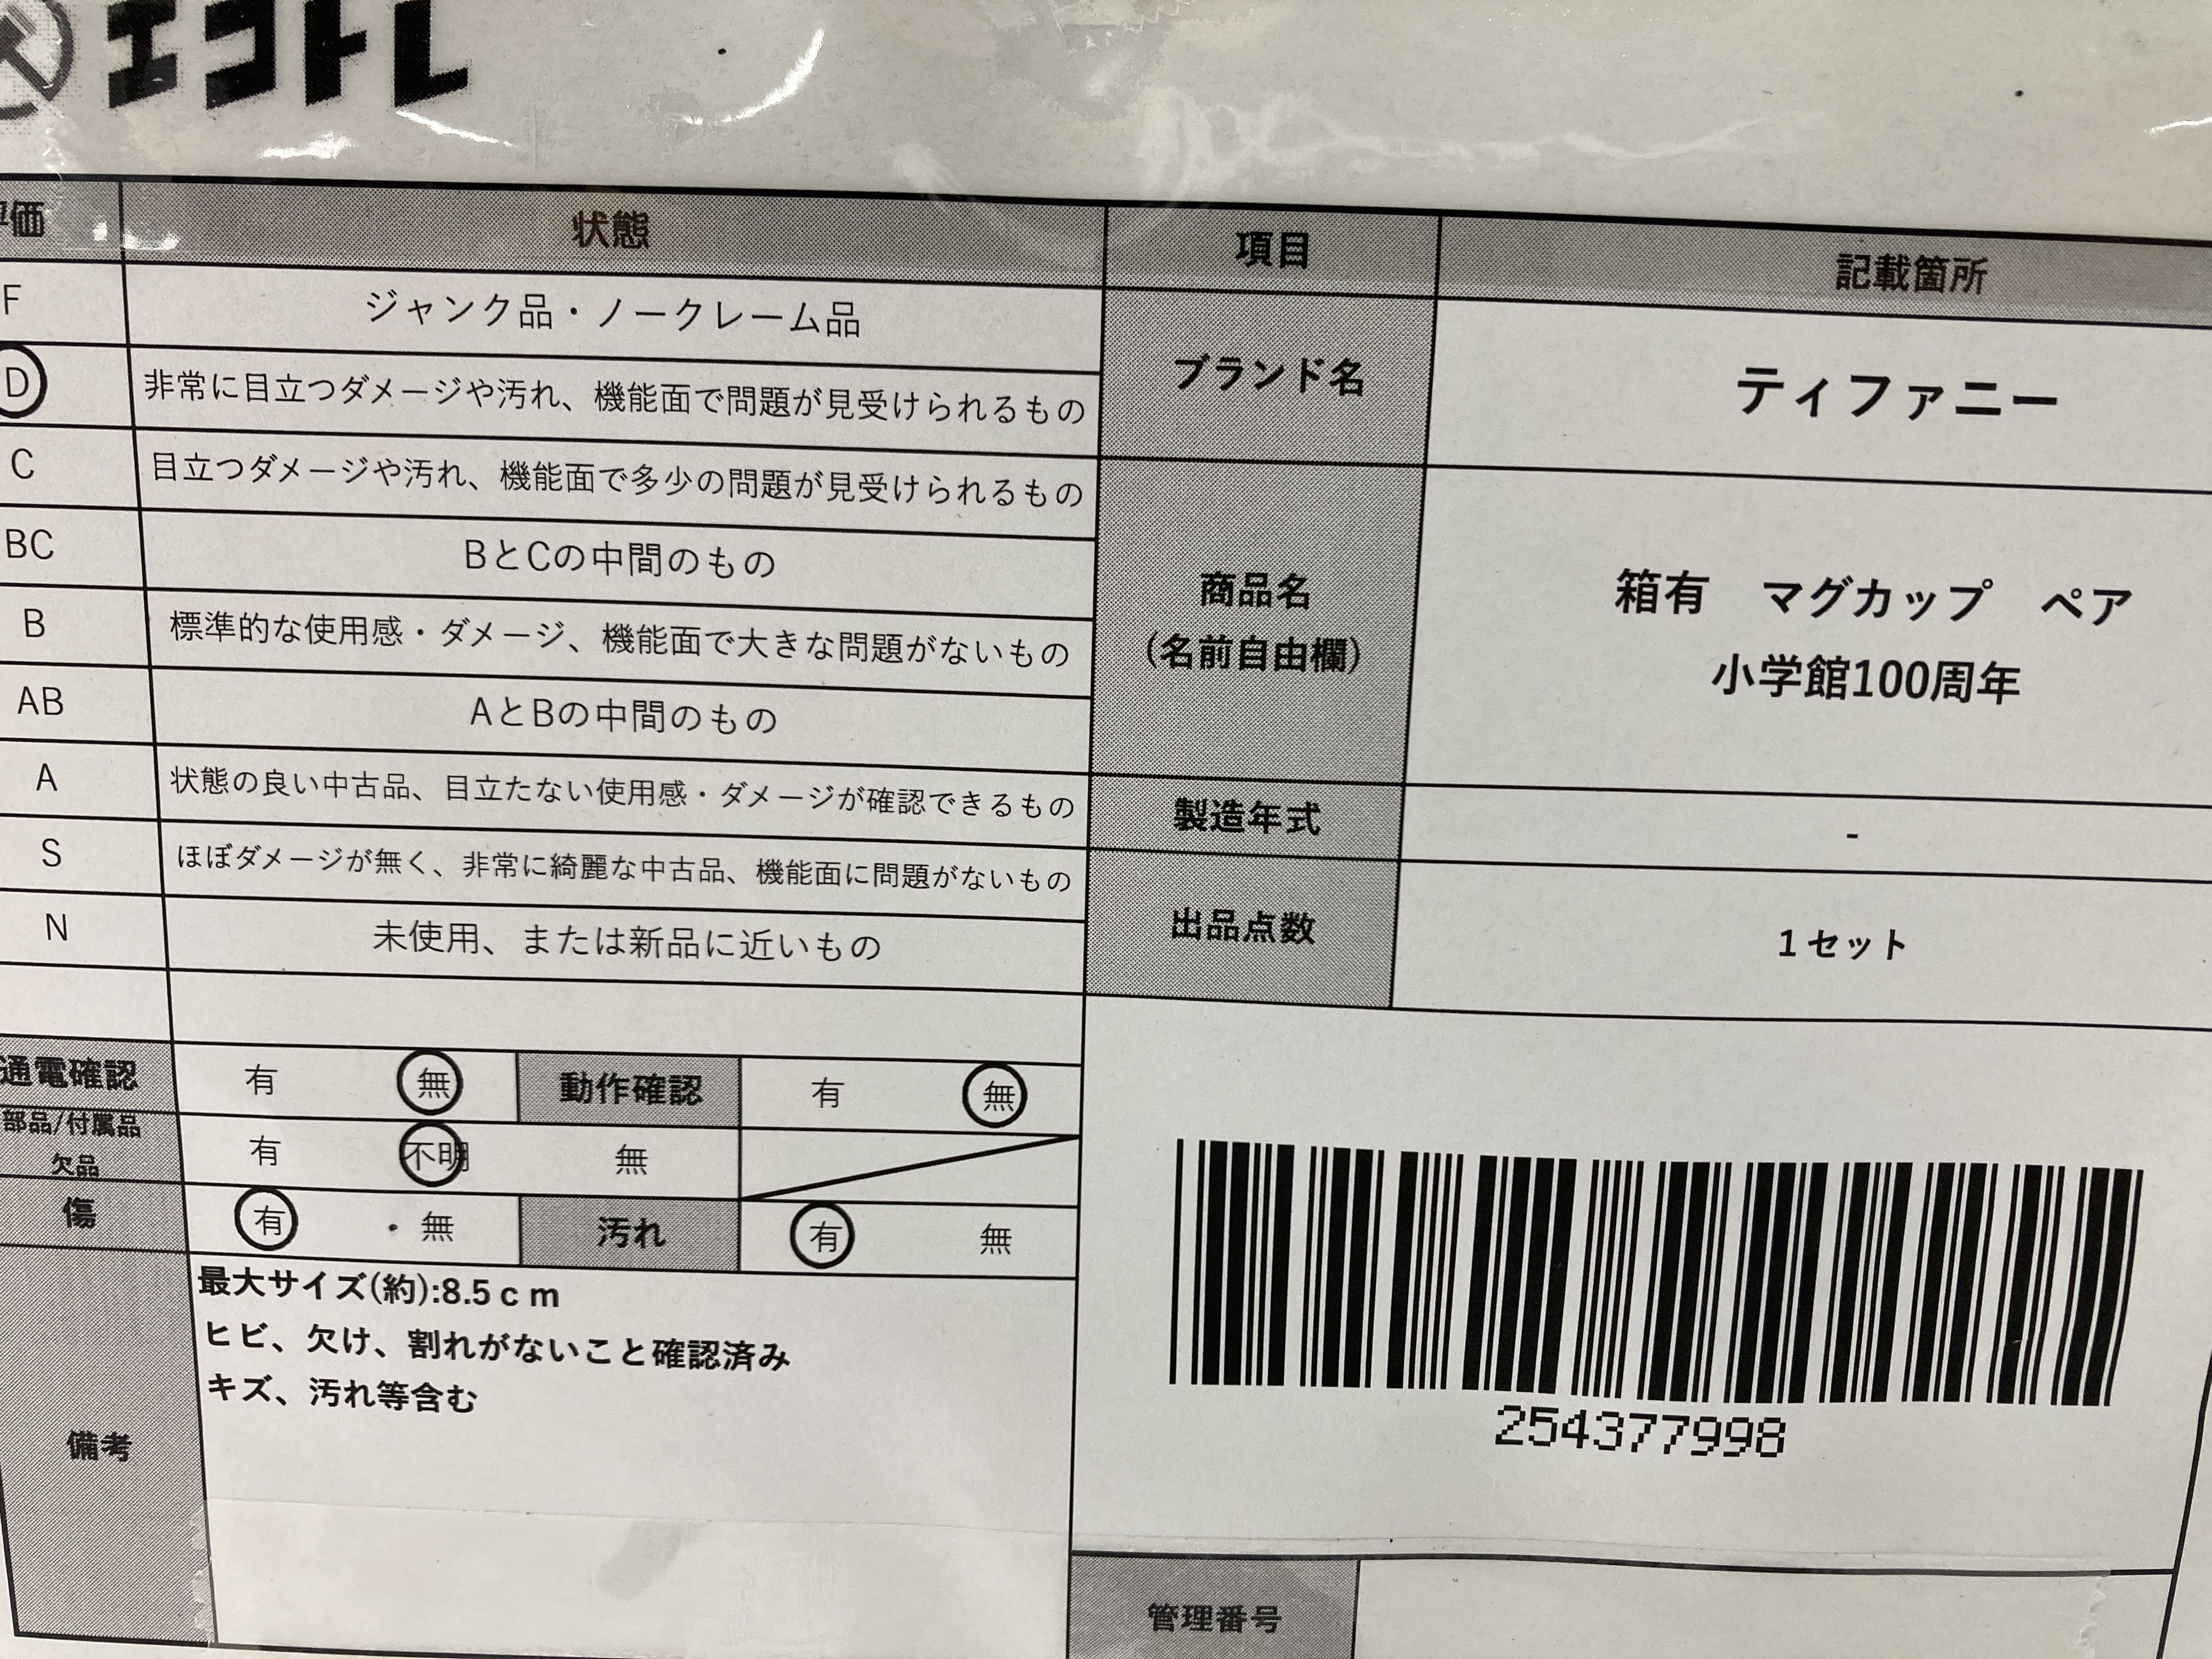 エコトレ
評価 状態 項目 記載箇所
F ジャンク品・ノークレーム品
D 非常に目立つダメージや汚れ、機能面で問題が見受けられるもの
ブランド名 ティファニー
C 目立つダメージや汚れ、機能面で多少の問題が見受けられるもの
BC BとCの中間のもの
B 標準的な使用感・ダメージ、機能面で大きな問題がないもの
商品名 箱有 マグカップ ペア
(名前自由欄) 小学館100周年
AB AとBの中間のもの
A 状態の良い中古品、目立たない使用感・ダメージが確認できるもの
製造年式 -
S ほぼダメージが無く、非常に綺麗な中古品、機能面に問題がないもの
N 未使用、または新品に近いもの
出品点数 1セット
通電確認 有 無 動作確認 有 無
部品/付属品
欠品 有 不明 無
傷 有 ・ 無 汚れ 有 無
備考
最大サイズ(約):8.5ｃｍ
ヒビ、欠け、割れがないこと確認済み
キズ、汚れ等含む
254377998
管理番号